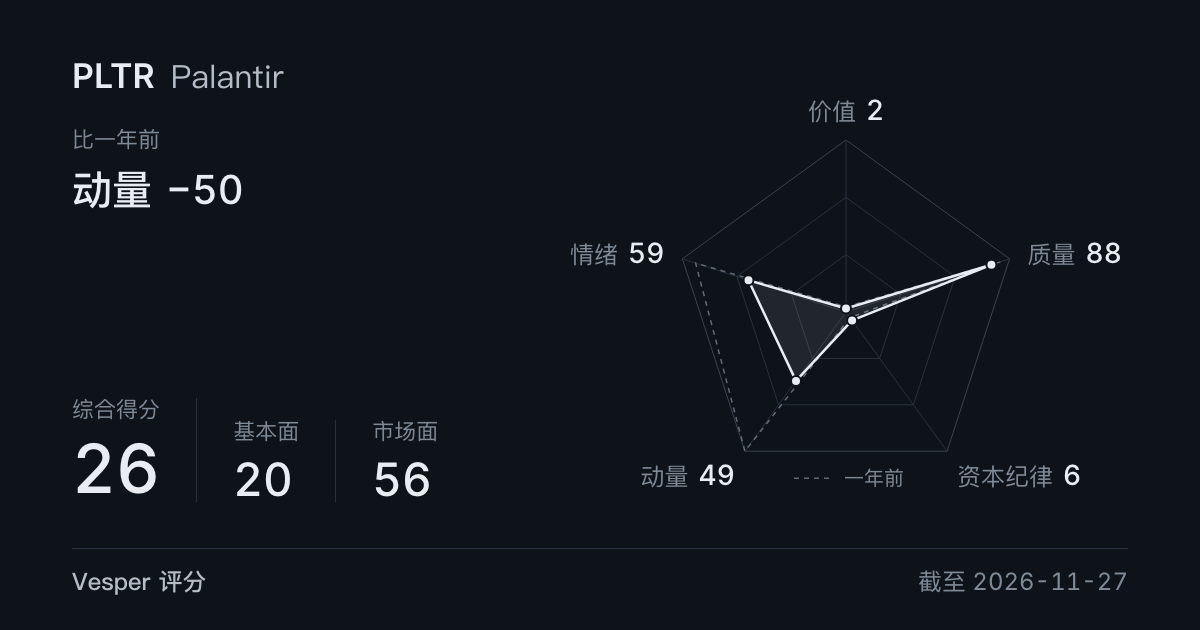 PLTR Palantir
比一年前
动量 −50
价值 2
情绪 59
质量 88
动量 49
一年前
资本纪律 6
综合得分
26
基本面
20
市场面
56
Vesper 评分
截至 2026-11-27